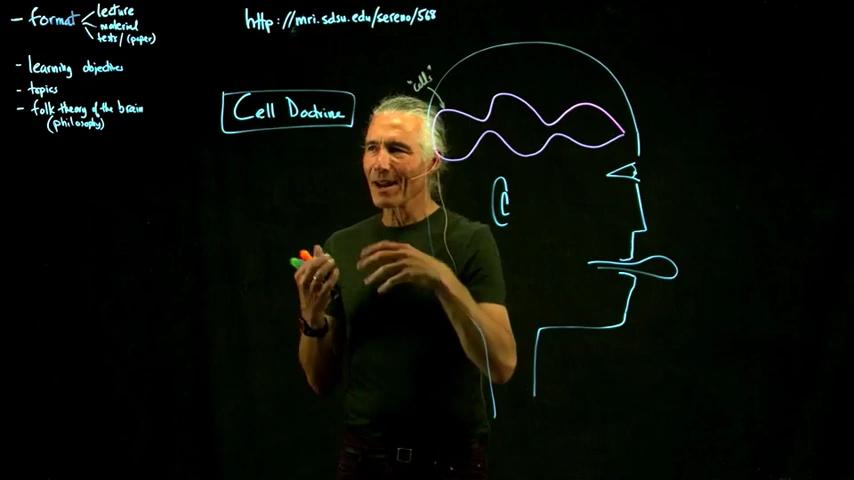 - format
lecture
material
tests/(paper)
- learning objectives
- topics
- folk theory of the brain
(philosophy)
http://mri.sdsu.edu/sereno/568
Cell Doctrine
"cells"